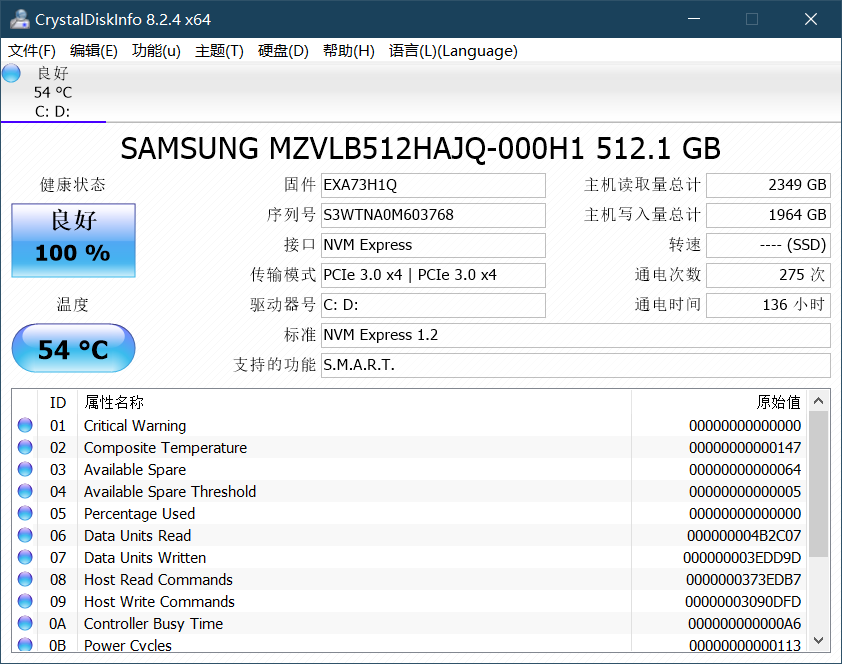 CrystalDiskInfo 8.2.4 x64
文件(F) 编辑(E) 功能(u) 主题(T) 硬盘(D) 帮助(H) 语言(L)(Language)
良好
54 °C
C: D:
SAMSUNG MZVLB512HAJQ-000H1 512.1 GB
健康状态
良好
100 %
温度
54 °C
固件 EXA73H1Q
序列号 S3WTNA0M603768
接口 NVM Express
传输模式 PCIe 3.0 x4 | PCIe 3.0 x4
驱动器号 C: D:
标准 NVM Express 1.2
支持的功能 S.M.A.R.T.
主机读取量总计 2349 GB
主机写入量总计 1964 GB
转速 ---- (SSD)
通电次数 275 次
通电时间 136 小时
ID 属性名称 原始值
01 Critical Warning 00000000000000
02 Composite Temperature 00000000000147
03 Available Spare 00000000000064
04 Available Spare Threshold 00000000000005
05 Percentage Used 00000000000000
06 Data Units Read 000000004B2C07
07 Data Units Written 000000003EDD9D
08 Host Read Commands 0000000373EDB7
09 Host Write Commands 00000003090DFD
0A Controller Busy Time 000000000000A6
0B Power Cycles 00000000000113